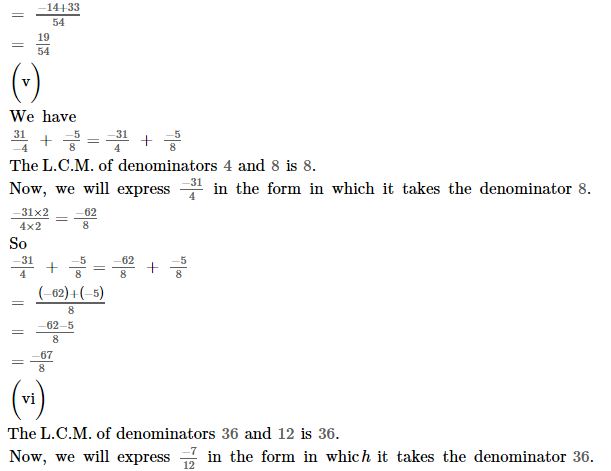 = \frac{-14+33}{54}
= \frac{19}{54}
(v)
We have
\frac{31}{-4} + \frac{-5}{8} = \frac{-31}{4} + \frac{-5}{8}
The L.C.M. of denominators 4 and 8 is 8.
Now, we will express \frac{-31}{4} in the form in which it takes the denominator 8.
\frac{-31×2}{4×2} = \frac{-62}{8}
So
\frac{-31}{4} + \frac{-5}{8} = \frac{-62}{8} + \frac{-5}{8}
= \frac{(-62)+(-5)}{8}
= \frac{-62-5}{8}
= \frac{-67}{8}
(vi)
The L.C.M. of denominators 36 and 12 is 36.
Now, we will express \frac{-7}{12} in the form in which it takes the denominator 36.